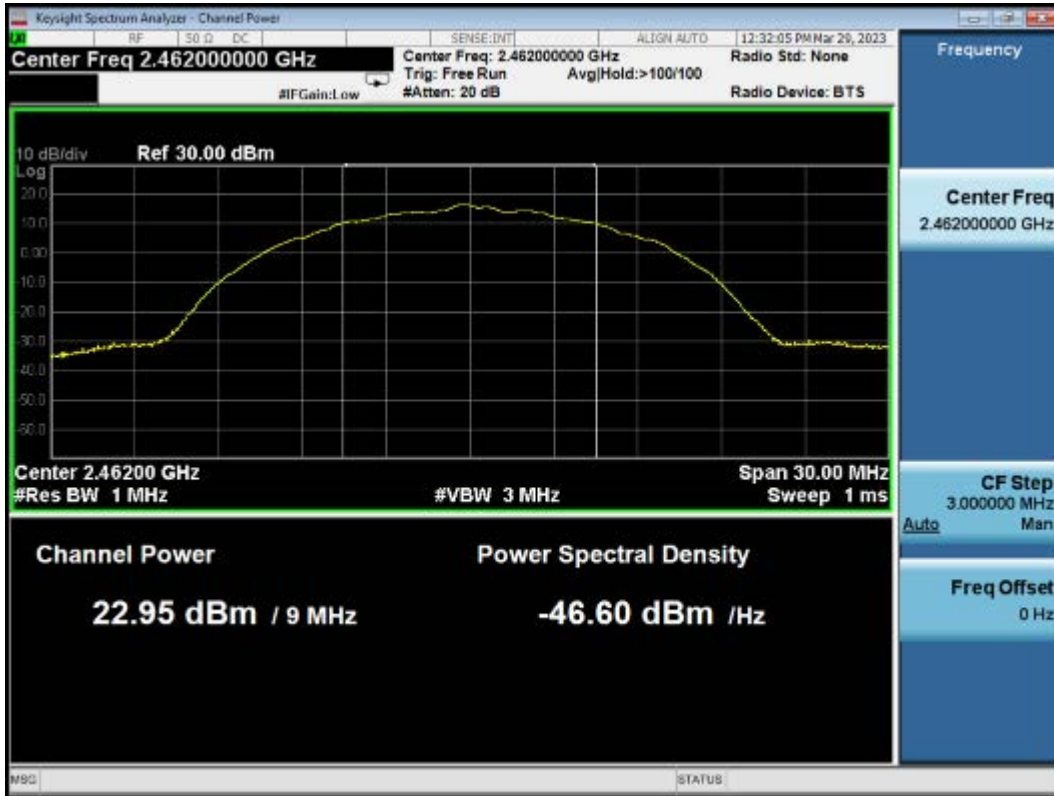 Keysight Spectrum Analyzer - Channel Power
RF 50 Ω DC SENSE:INT ALIGN AUTO 12:32:05 PM Mar 29, 2023
Center Freq 2.462000000 GHz
Center Freq: 2.462000000 GHz Radio Std: None
Trig: Free Run Avg|Hold:>100/100
#IFGain:Low #Atten: 20 dB Radio Device: BTS
10 dB/div Ref 30.00 dBm
Log
20.0
10.0
0.00
-10.0
-20.0
-30.0
-40.0
-50.0
-60.0
Center 2.46200 GHz Span 30.00 MHz
#Res BW 1 MHz #VBW 3 MHz Sweep 1 ms
Channel Power Power Spectral Density
22.95 dBm / 9 MHz -46.60 dBm /Hz
MSG STATUS
Frequency
Center Freq
2.462000000 GHz
CF Step
3.000000 MHz
Auto Man
Freq Offset
0 Hz